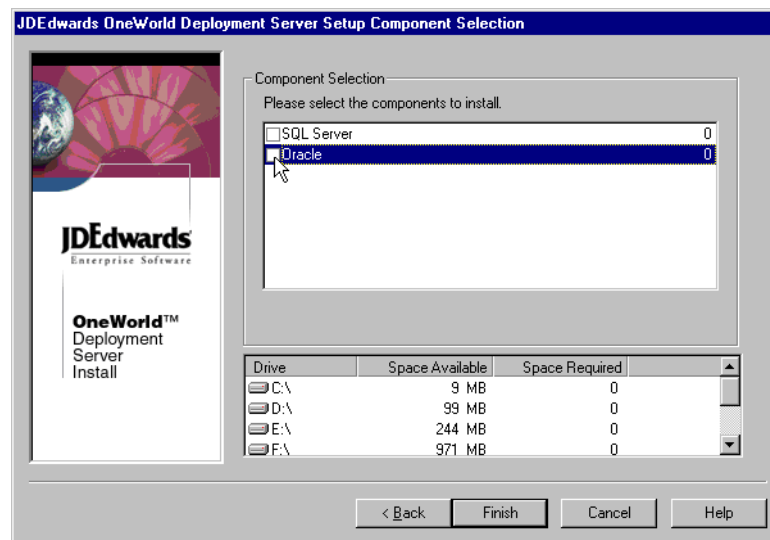 JDEdwards OneWorld Deployment Server Setup Component Selection
JDEdwards
Enterprise Software
OneWorld™
Deployment
Server
Install
Component Selection
Please select the components to install.
SQL Server 0
Oracle 0
Drive Space Available Space Required
C:\ 9 MB 0
D:\ 99 MB 0
E:\ 244 MB 0
F:\ 971 MB 0
< Back Finish Cancel Help